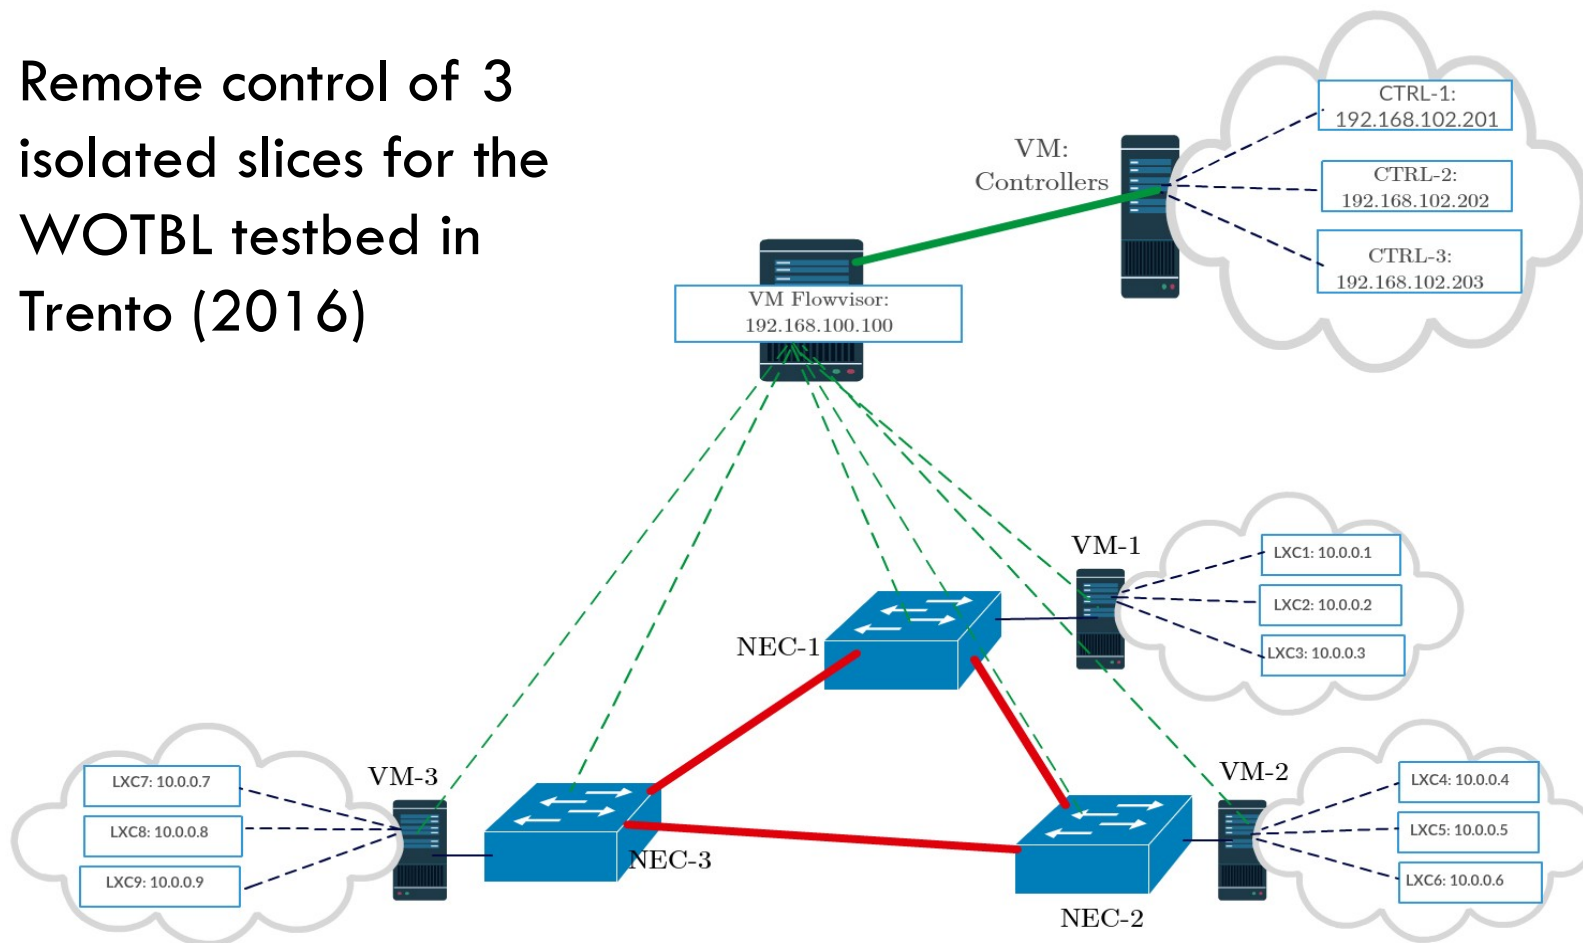 Remote control of 3
isolated slices for the
WOTBL testbed in
Trento (2016)
VM:
Controllers
CTRL-1:
192.168.102.201
CTRL-2:
192.168.102.202
CTRL-3:
192.168.102.203
VM Flowvisor:
192.168.100.100
VM-1
LXC1: 10.0.0.1
LXC2: 10.0.0.2
LXC3: 10.0.0.3
NEC-1
VM-3
LXC7: 10.0.0.7
LXC8: 10.0.0.8
LXC9: 10.0.0.9
NEC-3
VM-2
LXC4: 10.0.0.4
LXC5: 10.0.0.5
LXC6: 10.0.0.6
NEC-2